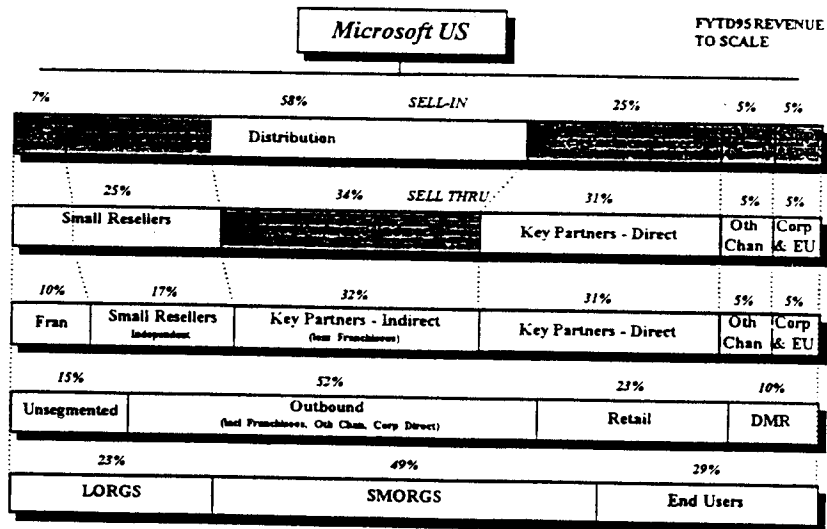 Microsoft US
FYTD95 REVENUE
TO SCALE
7% 58% SELL-IN 25% 5% 5%
Distribution
25% 34% SELL THRU 31% 5% 5%
Small Resellers Key Partners - Direct Oth Chan Corp & EU
10% 17% 32% 31% 5% 5%
Fran Small Resellers Independent Key Partners - Indirect (less Franchisees) Key Partners - Direct Oth Chan Corp & EU
15% 52% 23% 10%
Unsegmented Outbound (incl Franchisees, Oth Chan, Corp Direct) Retail DMR
23% 49% 29%
LORGS SMORGS End Users